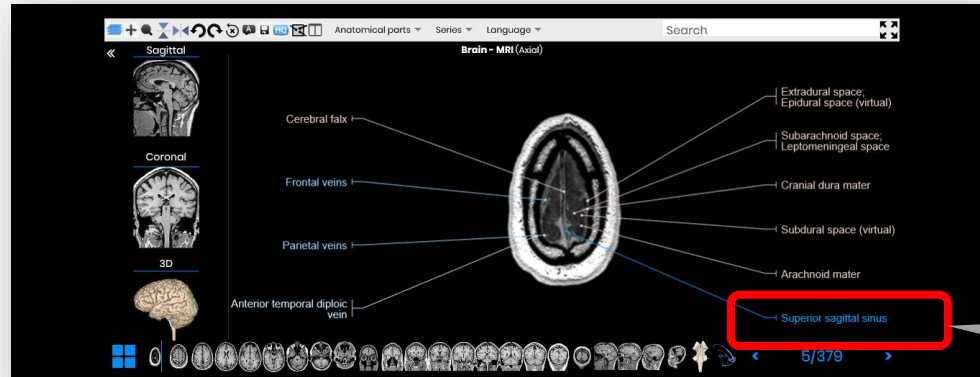 HQ
Anatomical parts
Series
Language
Search
«
Sagittal
Brain - MRI (Axial)
Coronal
3D
Cerebral falx
Frontal veins
Parietal veins
Anterior temporal diploic
vein
Extradural space;
Epidural space (virtual)
Subarachnoid space;
Leptomeningeal space
Cranial dura mater
Subdural space (virtual)
Arachnoid mater
Superior sagittal sinus
5/379